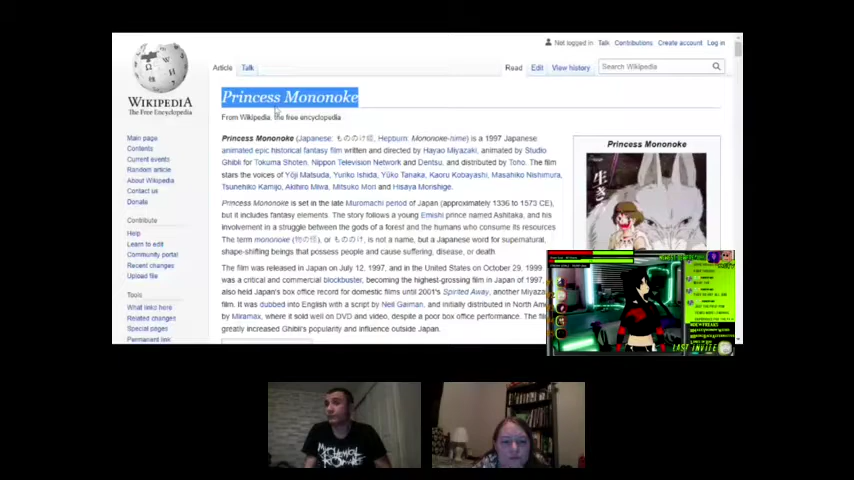 Not logged in Talk Contributions Create account Log in
Article Talk Read Edit View history Search Wikipedia
WIKIPEDIA
The Free Encyclopedia
Main page
Contents
Current events
Random article
About Wikipedia
Contact us
Donate
Contribute
Help
Learn to edit
Community portal
Recent changes
Upload file
Tools
What links here
Related changes
Special pages
Permanent link
Princess Mononoke
From Wikipedia, the free encyclopedia
Princess Mononoke (Japanese: もののけ姫, Hepburn: Mononoke-hime) is a 1997 Japanese
animated epic historical fantasy film written and directed by Hayao Miyazaki, animated by Studio
Ghibli for Tokuma Shoten, Nippon Television Network and Dentsu, and distributed by Toho. The film
stars the voices of Yōji Matsuda, Yuriko Ishida, Yūko Tanaka, Kaoru Kobayashi, Masahiko Nishimura,
Tsunehiko Kamijo, Akihiro Miwa, Mitsuko Mori and Hisaya Morishige.
Princess Mononoke is set in the late Muromachi period of Japan (approximately 1336 to 1573 CE),
but it includes fantasy elements. The story follows a young Emishi prince named Ashitaka, and his
involvement in a struggle between the gods of a forest and the humans who consume its resources
The term mononoke (物の怪), or もののけ, is not a name, but a Japanese word for supernatural,
shape-shifting beings that possess people and cause suffering, disease, or death
The film was released in Japan on July 12, 1997, and in the United States on October 29, 1999
was a critical and commercial blockbuster, becoming the highest-grossing film in Japan of 1997,
also held Japan's box office record for domestic films until 2001's Spirited Away, another Miyaz
film. It was dubbed into English with a script by Neil Gaiman, and initially distributed in North Ame
by Miramax, where it sold well on DVD and video, despite a poor box office performance. The fil
greatly increased Ghibli's popularity and influence outside Japan.
Princess Mononoke
生き
LAST INVITE
MY CHEMICAL
ROMANCE